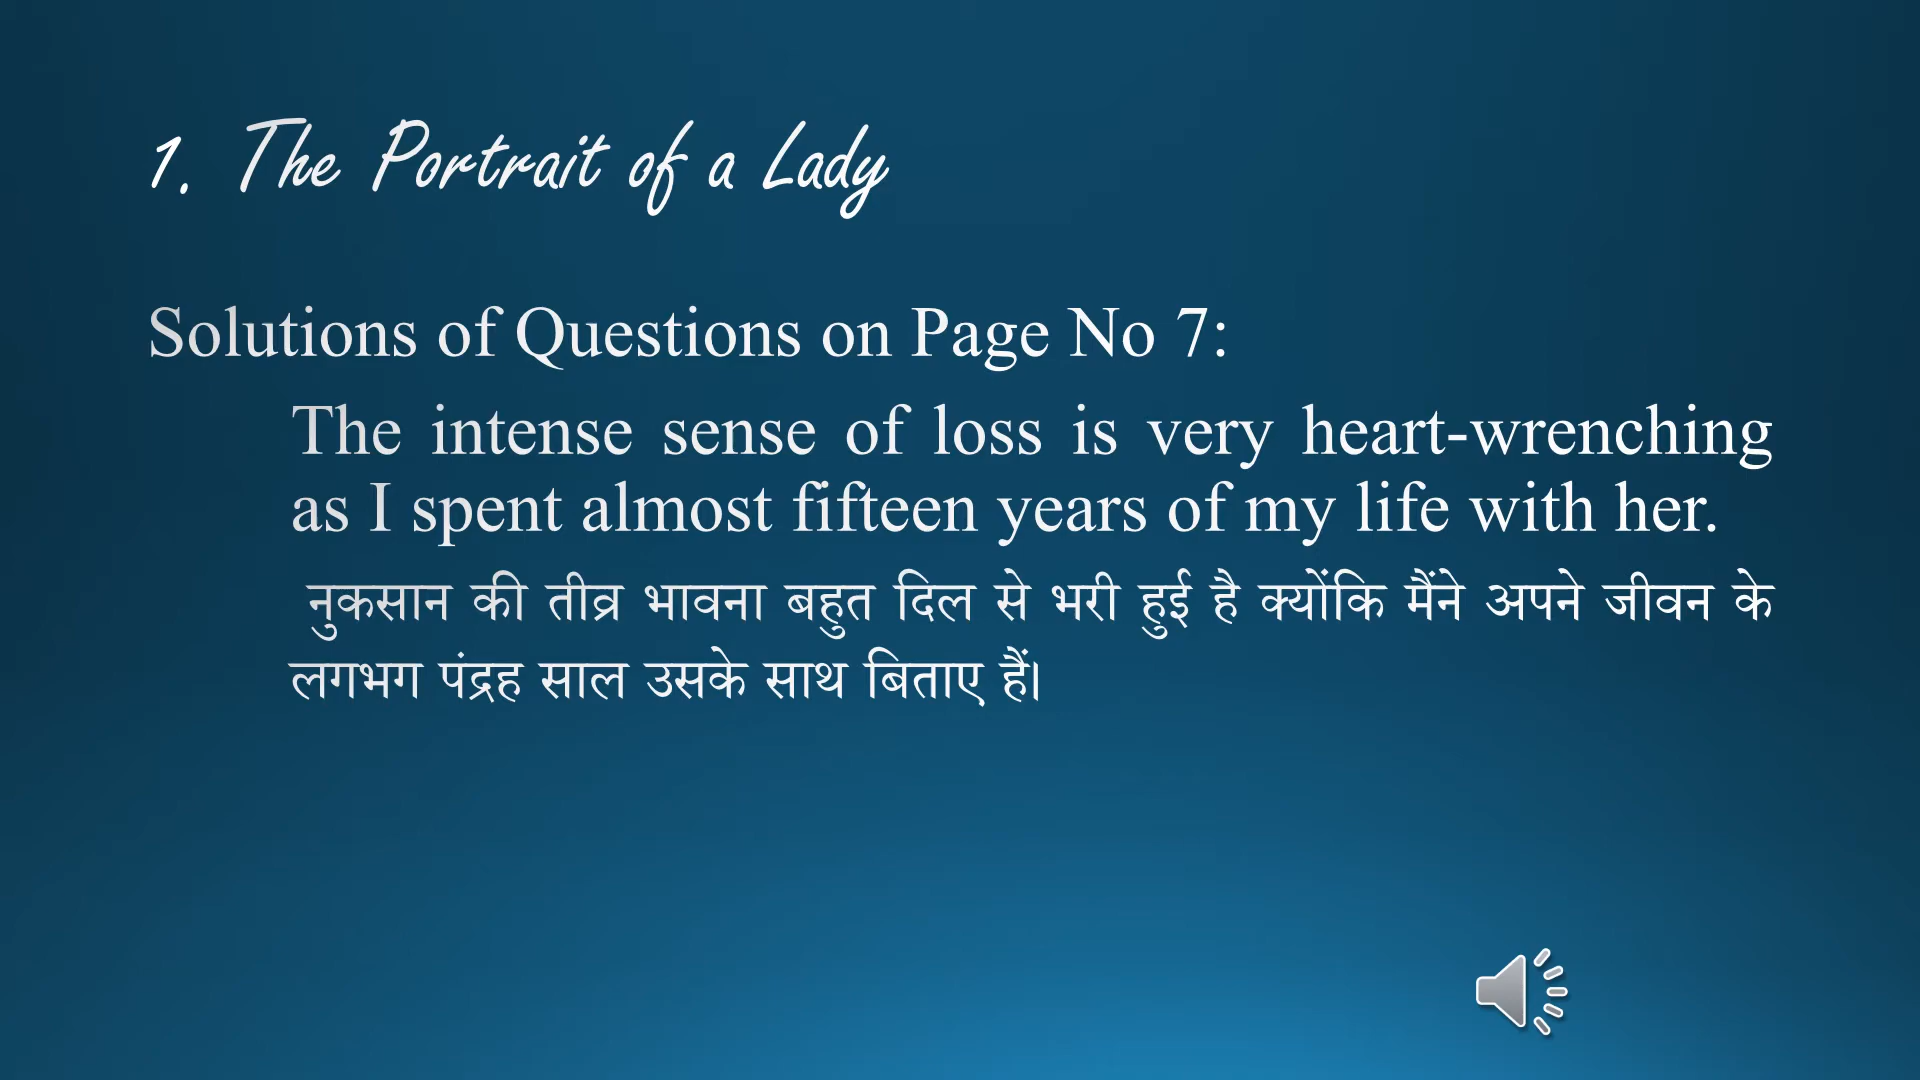 1. The Portrait of a Lady
Solutions of Questions on Page No 7:
The intense sense of loss is very heart-wrenching
as I spent almost fifteen years of my life with her.
नुकसान की तीव्र भावना बहुत दिल से भरी हुई है क्योंकि मैंने अपने जीवन के
लगभग पंद्रह साल उसके साथ बिताए हैं।